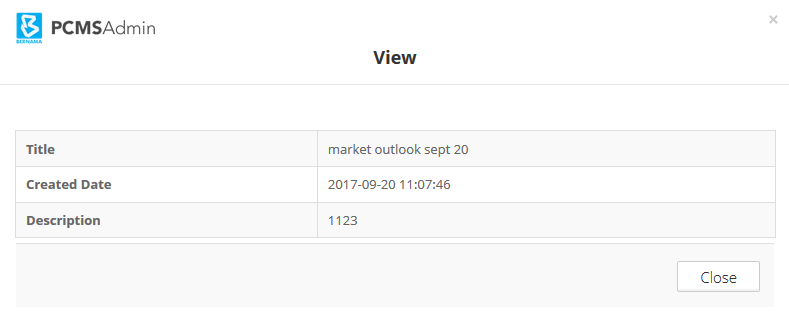 BERNAMA
PCMSAdmin
×
View
Title market outlook sept 20
Created Date 2017-09-20 11:07:46
Description 1123
Close